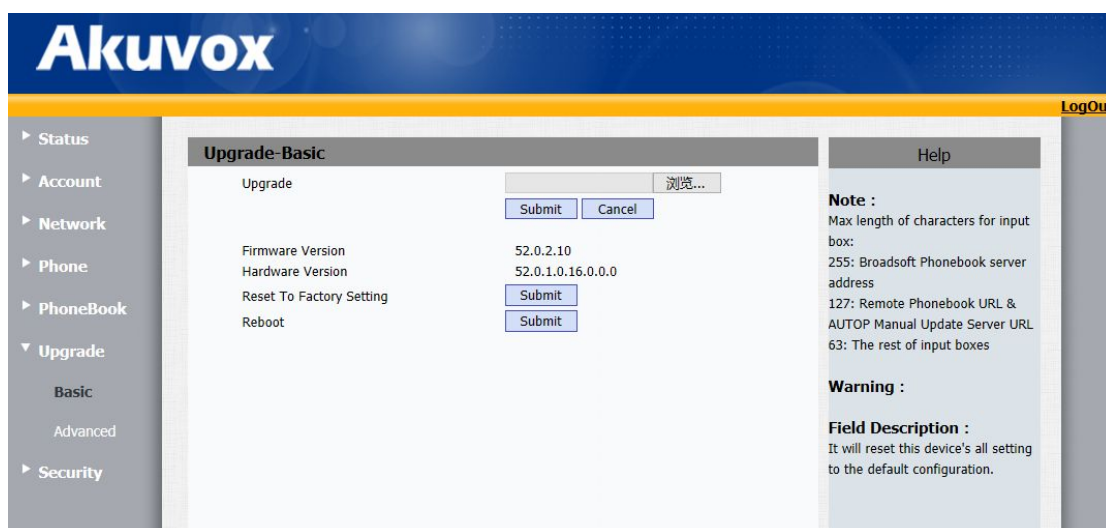 Akuvox
LogOu
Status
Account
Network
Phone
PhoneBook
Upgrade
Basic
Advanced
Security
Upgrade-Basic
Upgrade 浏览...
Submit Cancel
Firmware Version 52.0.2.10
Hardware Version 52.0.1.0.16.0.0.0
Reset To Factory Setting Submit
Reboot Submit
Help
Note :
Max length of characters for input
box:
255: Broadsoft Phonebook server
address
127: Remote Phonebook URL &
AUTOP Manual Update Server URL
63: The rest of input boxes
Warning :
Field Description :
It will reset this device's all setting
to the default configuration.